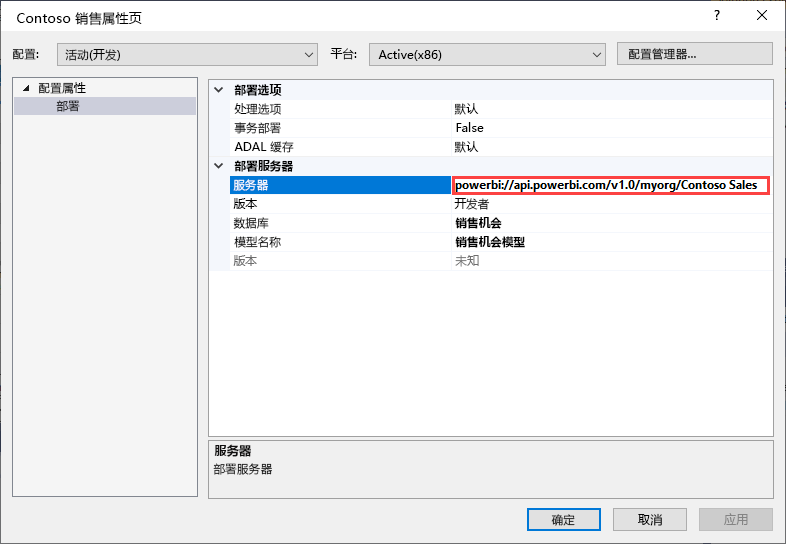 Contoso 销售属性页
配置: 活动(开发) 平台: Active(x86) 配置管理器...
配置属性
部署
部署选项
处理选项 默认
事务部署 False
ADAL 缓存 默认
部署服务器
服务器 powerbi://api.powerbi.com/v1.0/myorg/Contoso Sales
版本 开发者
数据库 销售机会
模型名称 销售机会模型
版本 未知
服务器
部署服务器
确定 取消 应用